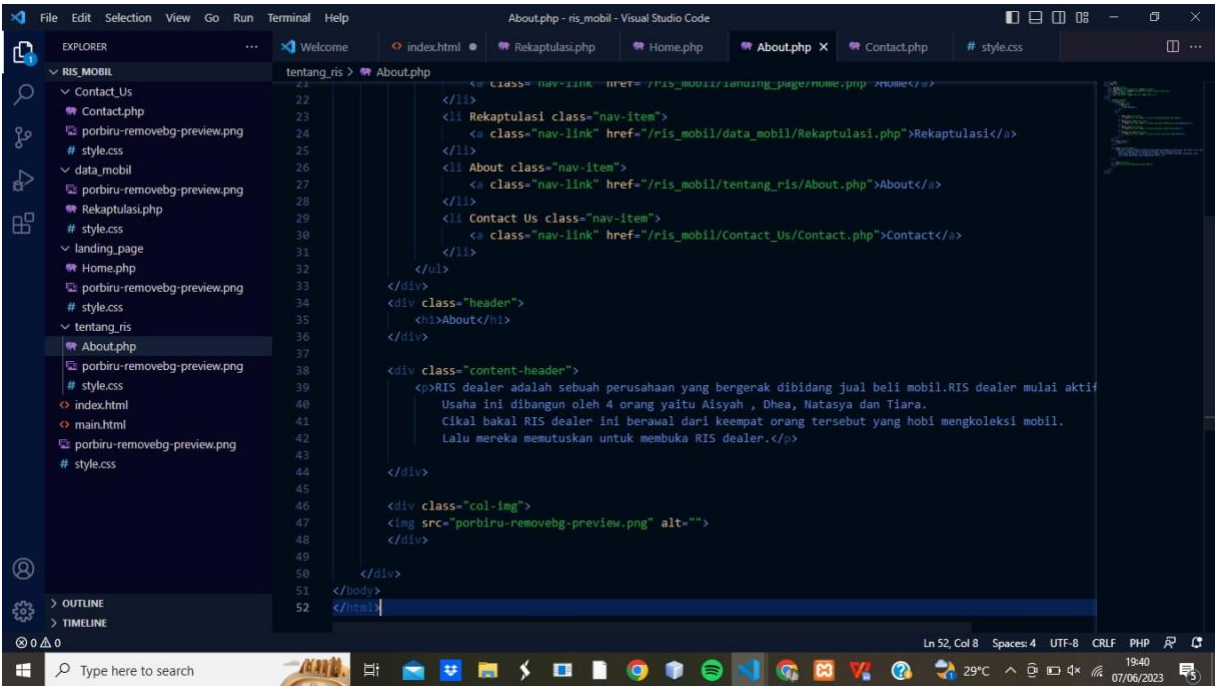 File Edit Selection View Go Run Terminal Help About.php - ris_mobil - Visual Studio Code
EXPLORER
RIS_MOBIL
Contact_Us
Contact.php
porbiru-removebg-preview.png
# style.css
data_mobil
porbiru-removebg-preview.png
Rekaptulasi.php
# style.css
landing_page
Home.php
porbiru-removebg-preview.png
# style.css
tentang_ris
About.php
porbiru-removebg-preview.png
# style.css
index.html
main.html
porbiru-removebg-preview.png
# style.css
OUTLINE
TIMELINE
Welcome index.html Rekaptulasi.php Home.php About.php Contact.php # style.css
tentang_ris > About.php
21 <a class="nav-link" href="/ris_mobil/landing_page/Home.php">Home</a>
22 </li>
23 <li Rekaptulasi class="nav-item">
24 <a class="nav-link" href="/ris_mobil/data_mobil/Rekaptulasi.php">Rekaptulasi</a>
25 </li>
26 <li About class="nav-item">
27 <a class="nav-link" href="/ris_mobil/tentang_ris/About.php">About</a>
28 </li>
29 <li Contact Us class="nav-item">
30 <a class="nav-link" href="/ris_mobil/Contact_Us/Contact.php">Contact</a>
31 </li>
32 </ul>
33 </div>
34 <div class="header">
35 <h1>About</h1>
36 </div>
37
38 <div class="content-header">
39 <p>RIS dealer adalah sebuah perusahaan yang bergerak dibidang jual beli mobil.RIS dealer mulai aktif
40 Usaha ini dibangun oleh 4 orang yaitu Aisyah , Dhea, Natasya dan Tiara.
41 Cikal bakal RIS dealer ini berawal dari keempat orang tersebut yang hobi mengkoleksi mobil.
42 Lalu mereka memutuskan untuk membuka RIS dealer.</p>
43
44 </div>
45
46 <div class="col-img">
47 <img src="porbiru-removebg-preview.png" alt="">
48 </div>
49
50 </div>
51 </body>
52 </html>
0 0 Ln 52, Col 8 Spaces: 4 UTF-8 CRLF PHP
Type here to search 29°C 19:40
07/06/2023